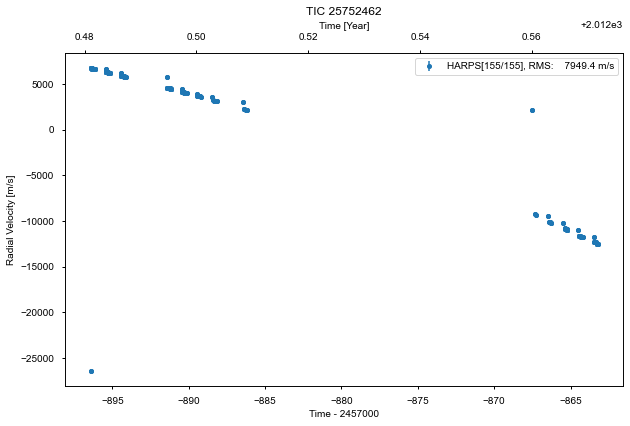 TIC 25752462
Time [Year]
+2.012e3
0.48 0.50 0.52 0.54 0.56
HARPS[155/155], RMS: 7949.4 m/s
5000
0
−5000
−10000
−15000
−20000
−25000
Radial Velocity [m/s]
−895 −890 −885 −880 −875 −870 −865
Time - 2457000